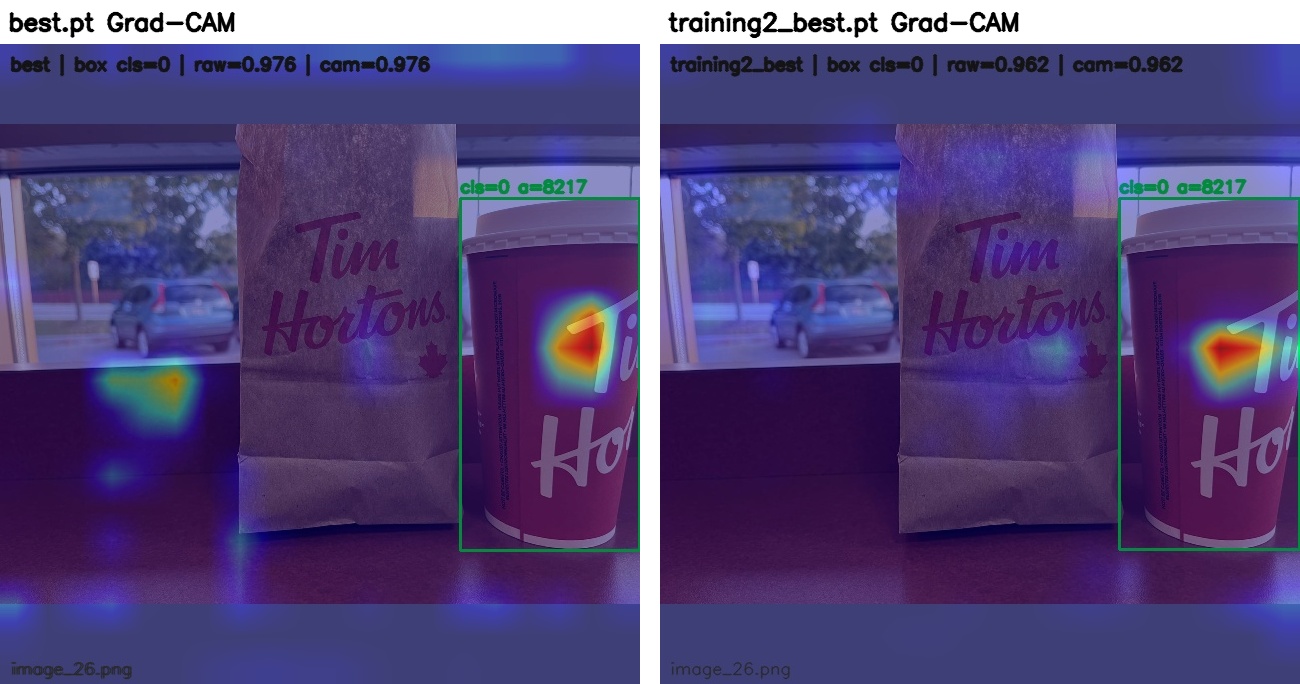 best.pt Grad-CAM
best | box cls=0 | raw=0.976 | cam=0.976
cls=0 a=8217
Tim
Hortons.
Ti
Ho
image_26.png
training2_best.pt Grad-CAM
training2_best | box cls=0 | raw=0.962 | cam=0.962
cls=0 a=8217
Tim
Hortons.
Ti
Ho
image_26.png